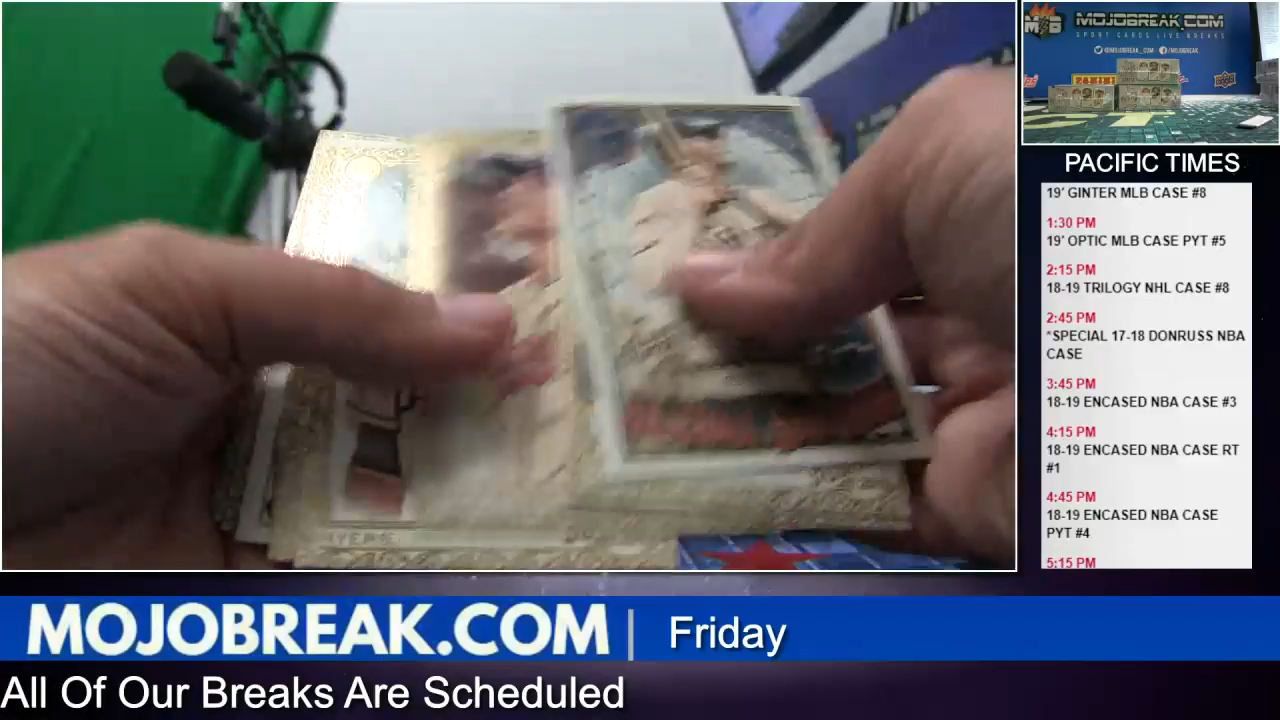 MOJOBREAK.COM
SPORT CARDS LIVE BREAKS
@MOJOBREAK_COM /MOJOBREAK
PANINI
PACIFIC TIMES
19' GINTER MLB CASE #8
1:30 PM
19' OPTIC MLB CASE PYT #5
2:15 PM
18-19 TRILOGY NHL CASE #8
2:45 PM
*SPECIAL 17-18 DONRUSS NBA
CASE
3:45 PM
18-19 ENCASED NBA CASE #3
4:15 PM
18-19 ENCASED NBA CASE RT
#1
4:45 PM
18-19 ENCASED NBA CASE
PYT #4
5:15 PM
MOJOBREAK.COM | Friday
All Of Our Breaks Are Scheduled